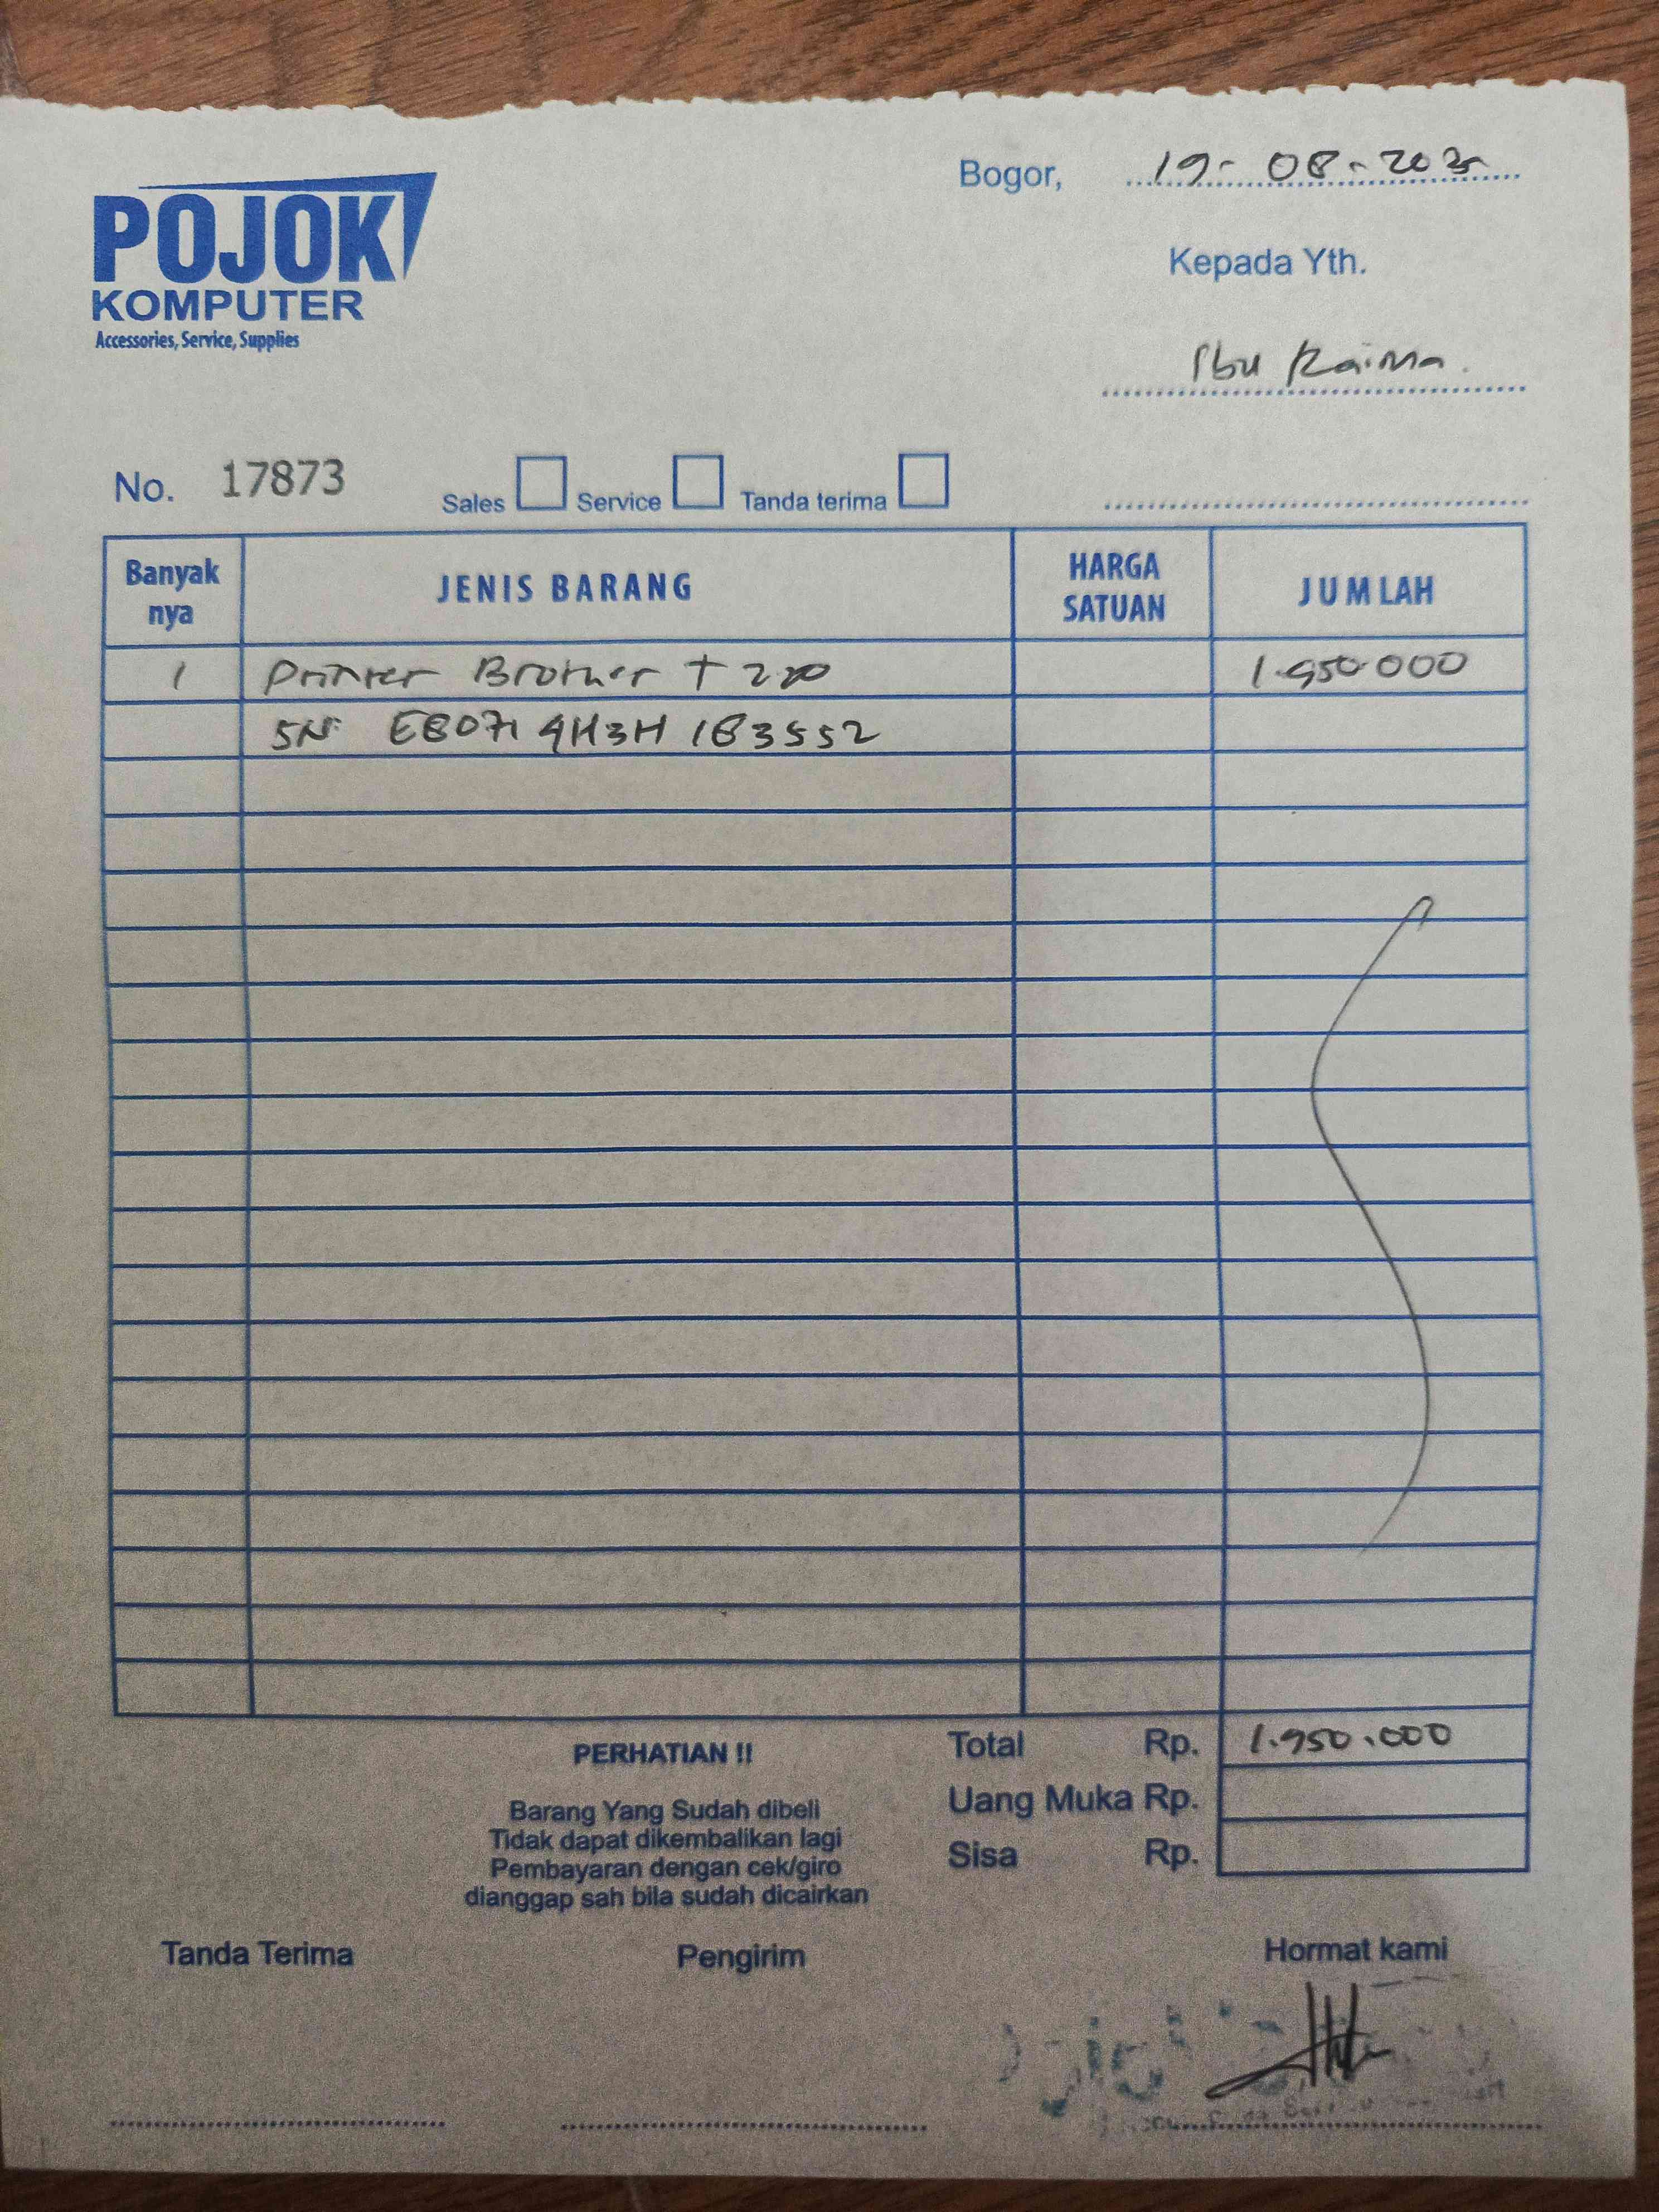 POJOK
KOMPUTER
Accessories, Service, Supplies
Bogor, 19-08-2025
Kepada Yth.
Ibu Raima.
No. 17873
Sales Service Tanda terima
Banyak nya JENIS BARANG HARGA SATUAN JUMLAH
1 Printer Brother T 220 1.950.000
SN: E8071 4H3H 183552
Total Rp. 1.950.000
Uang Muka Rp.
Sisa Rp.
PERHATIAN !!
Barang Yang Sudah dibeli
Tidak dapat dikembalikan lagi
Pembayaran dengan cek/giro
dianggap sah bila sudah dicairkan
Tanda Terima Pengirim Hormat kami